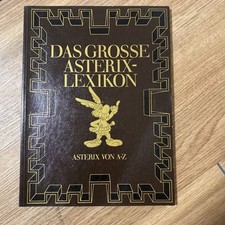 DAS GROSSE
ASTERIX-
LEXIKON
ASTERIX VON A-Z